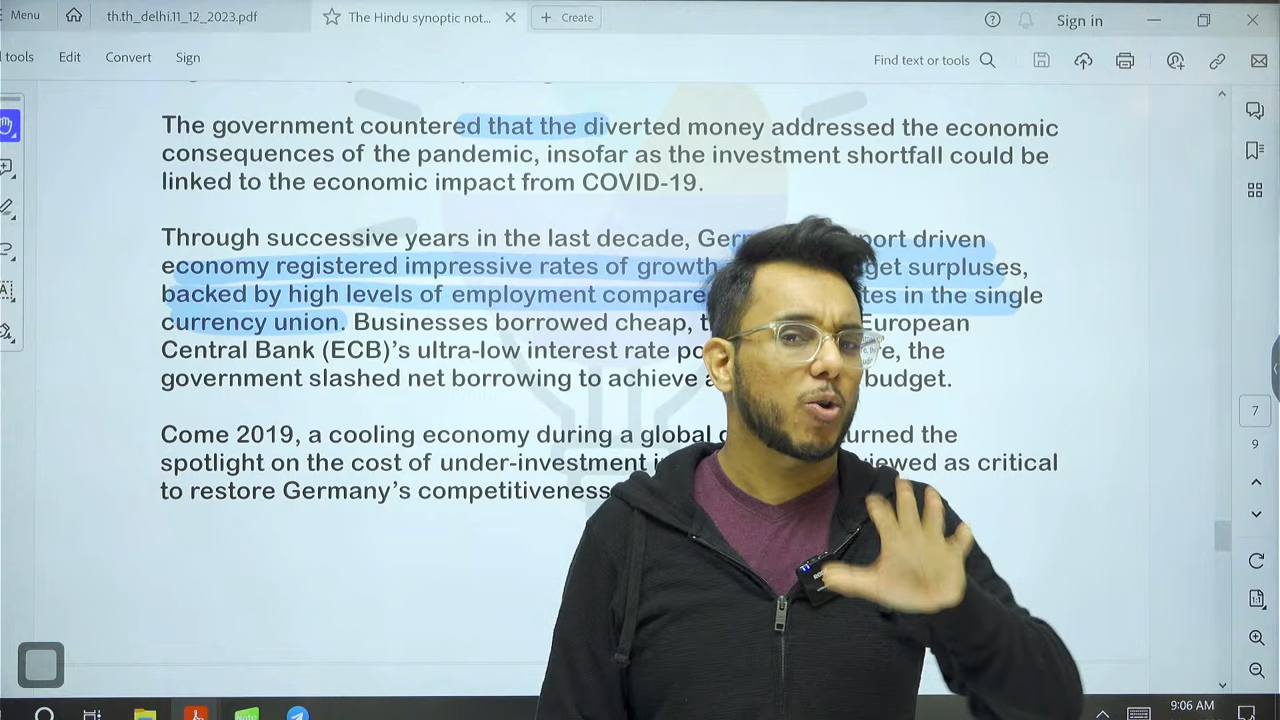 Menu
th.th_delhi.11_12_2023.pdf
The Hindu synoptic not...
Create
Sign in
tools
Edit
Convert
Sign
Find text or tools
The government countered that the diverted money addressed the economic
consequences of the pandemic, insofar as the investment shortfall could be
linked to the economic impact from COVID-19.
Through successive years in the last decade, Ger port driven
economy registered impressive rates of growth get surpluses,
backed by high levels of employment compare tes in the single
currency union. Businesses borrowed cheap, European
Central Bank (ECB)'s ultra-low interest rate the
government slashed net borrowing to achieve budget.
Come 2019, a cooling economy during a global urned the
spotlight on the cost of under-investment viewed as critical
to restore Germany's competitiveness
7
9
1:1
9:06 AM